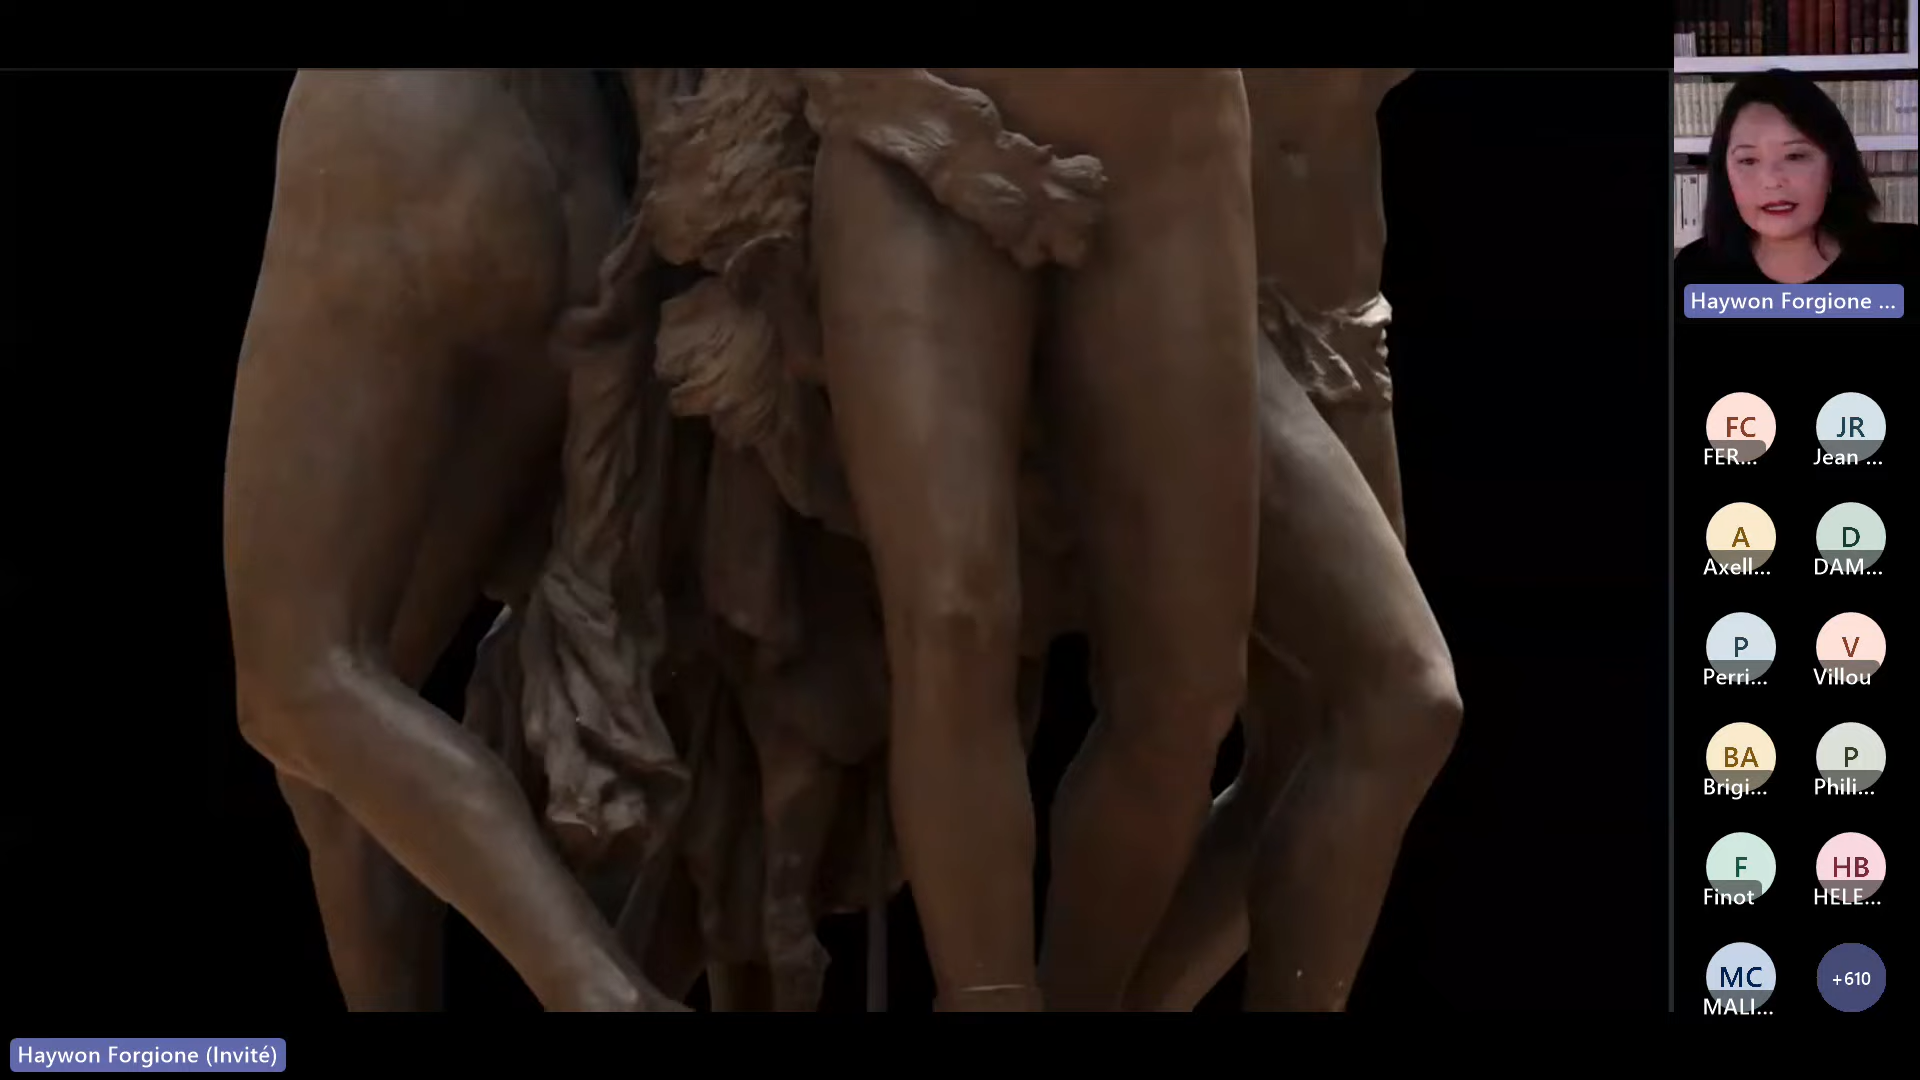 Haywon Forgione ...
FC
FER...
JR
Jean ...
A
Axell...
D
DAM...
P
Perri...
V
Villou
BA
Brigi...
P
Phili...
F
Finot
HB
HELE...
MC
MALI...
+610
Haywon Forgione (Invité)